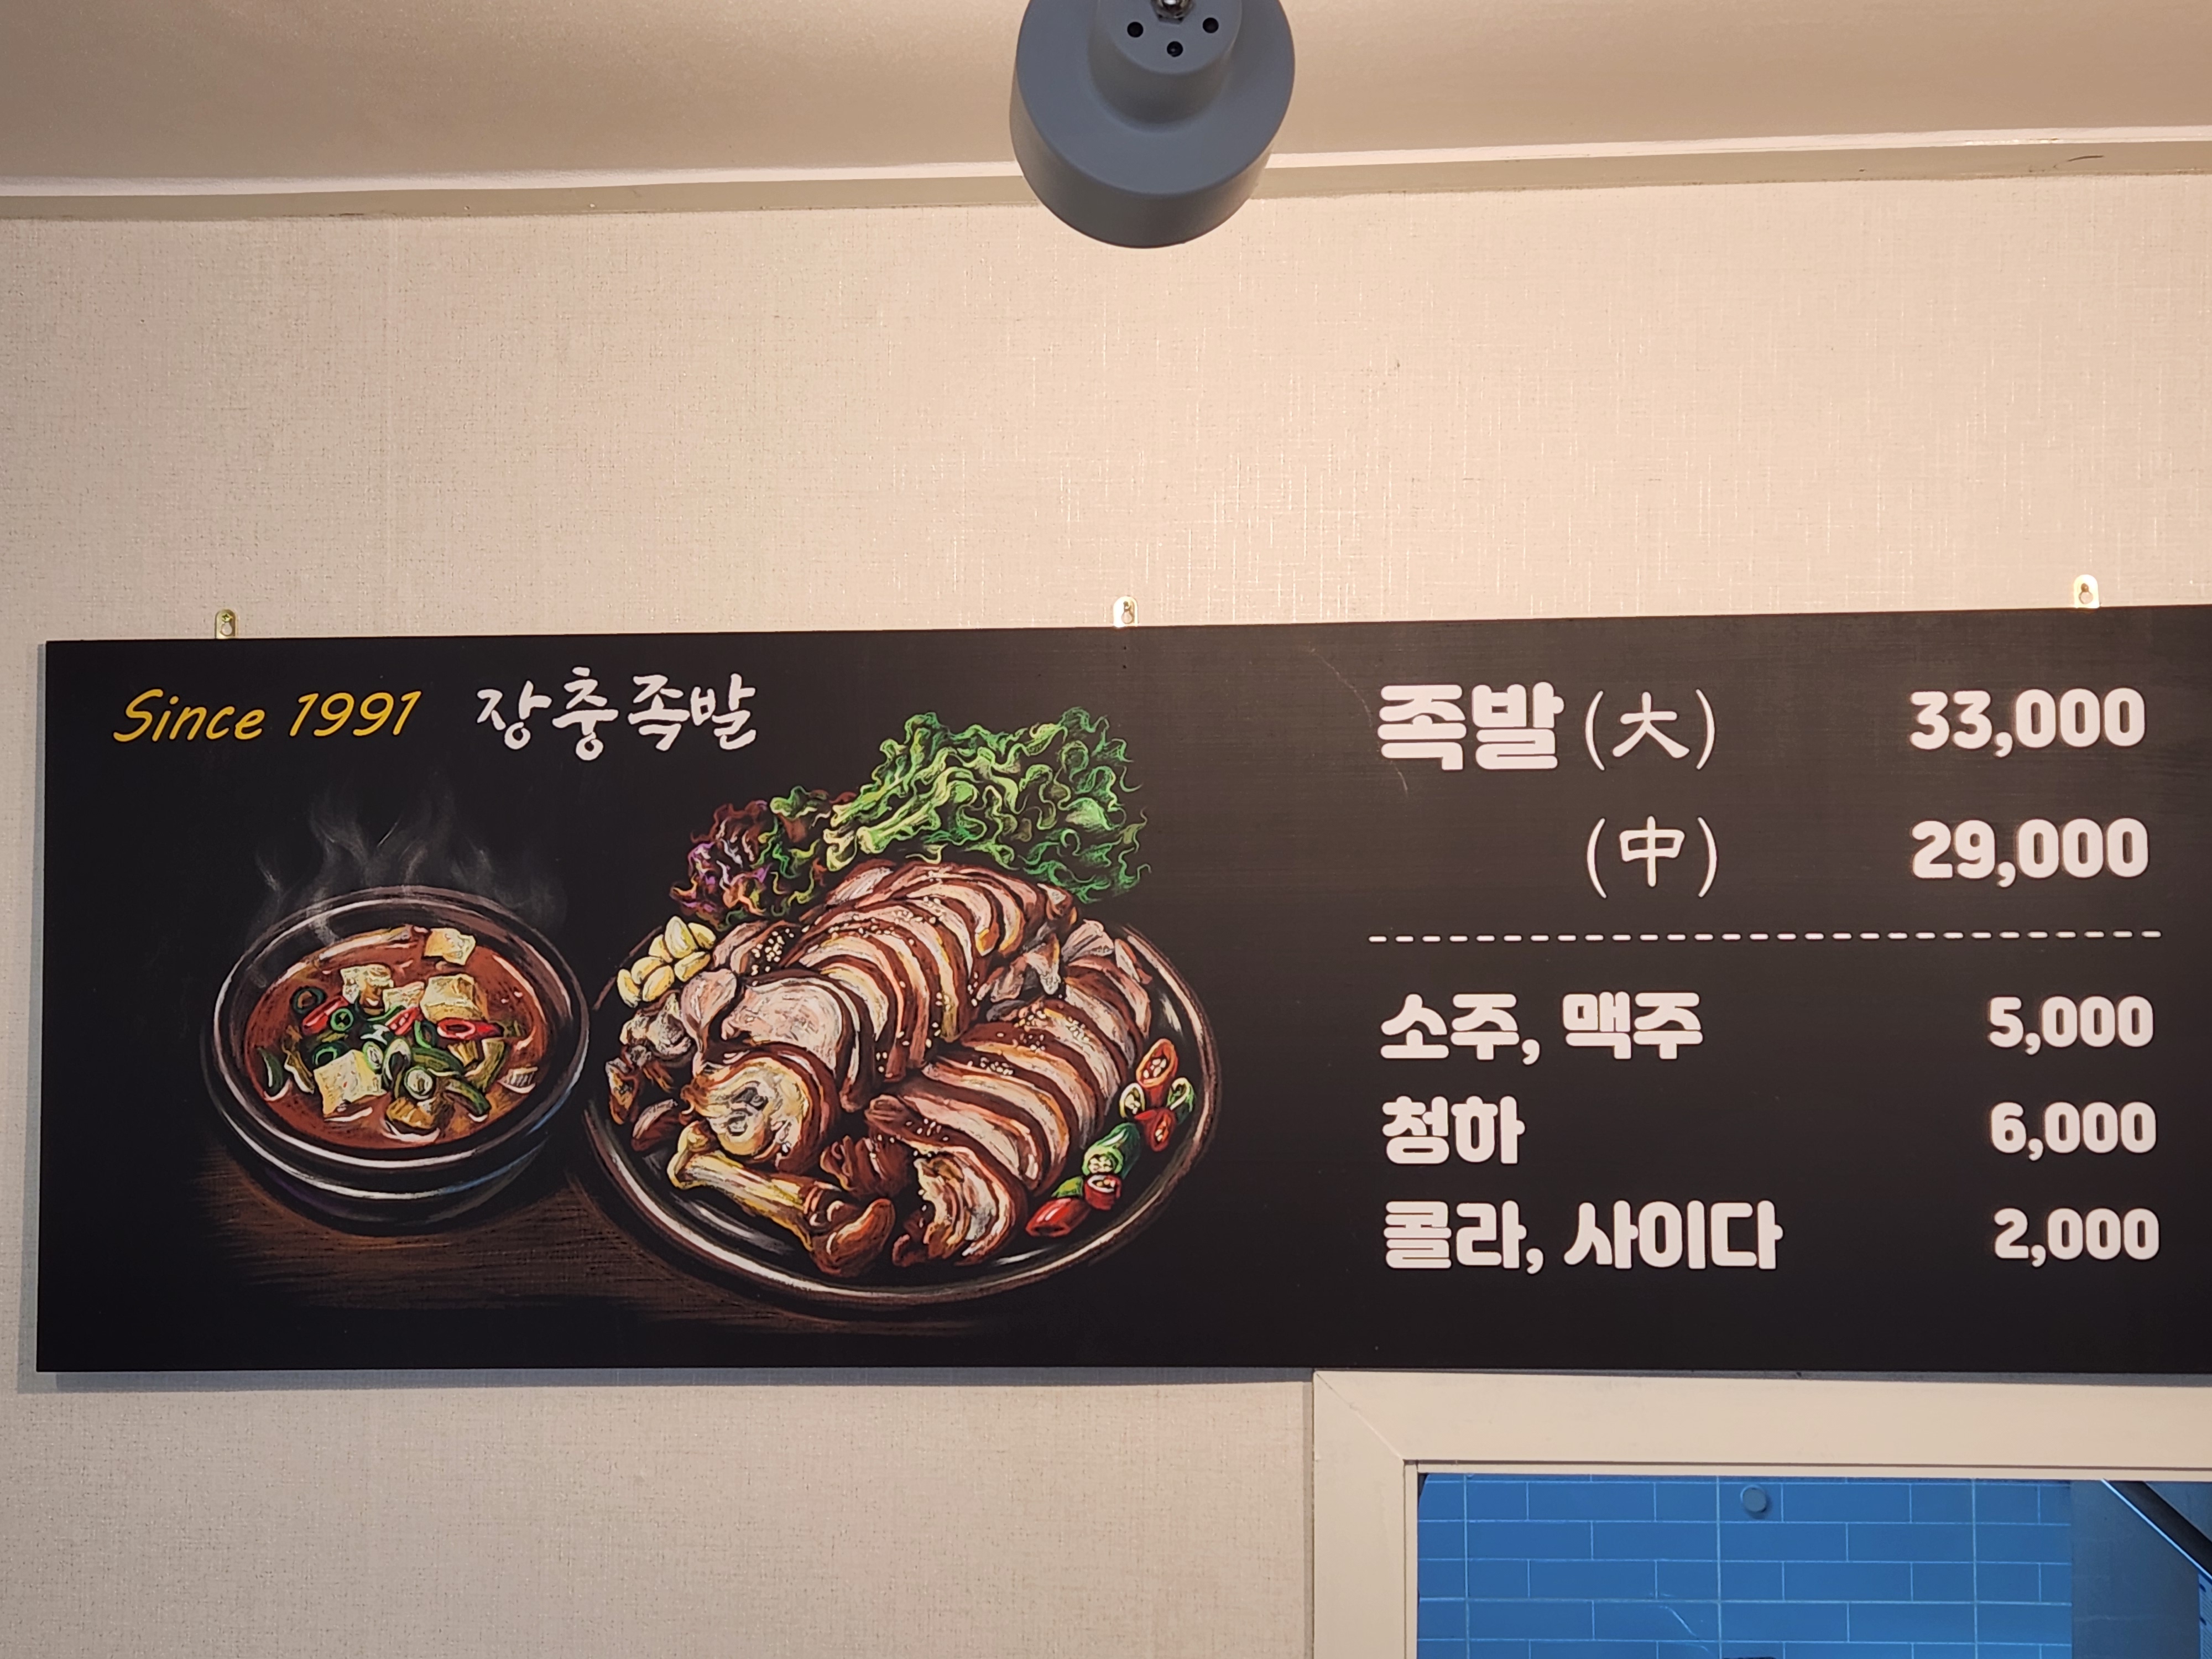 Since 1991 장충족발
족발 (大) 33,000
(中) 29,000
소주, 맥주 5,000
청하 6,000
콜라, 사이다 2,000